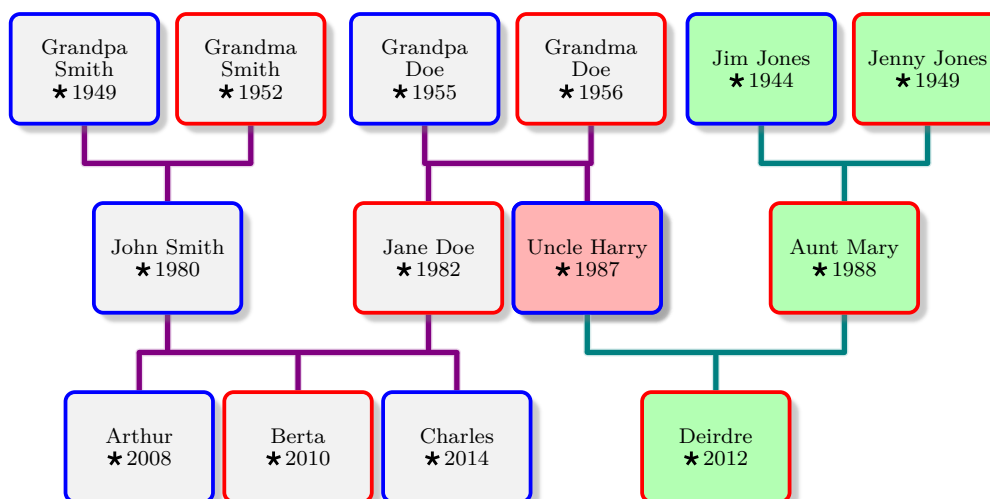 Grandpa
Smith
★1949
Grandma
Smith
★1952
Grandpa
Doe
★1955
Grandma
Doe
★1956
Jim Jones
★1944
Jenny Jones
★1949
John Smith
★1980
Jane Doe
★1982
Uncle Harry
★1987
Aunt Mary
★1988
Arthur
★2008
Berta
★2010
Charles
★2014
Deirdre
★2012